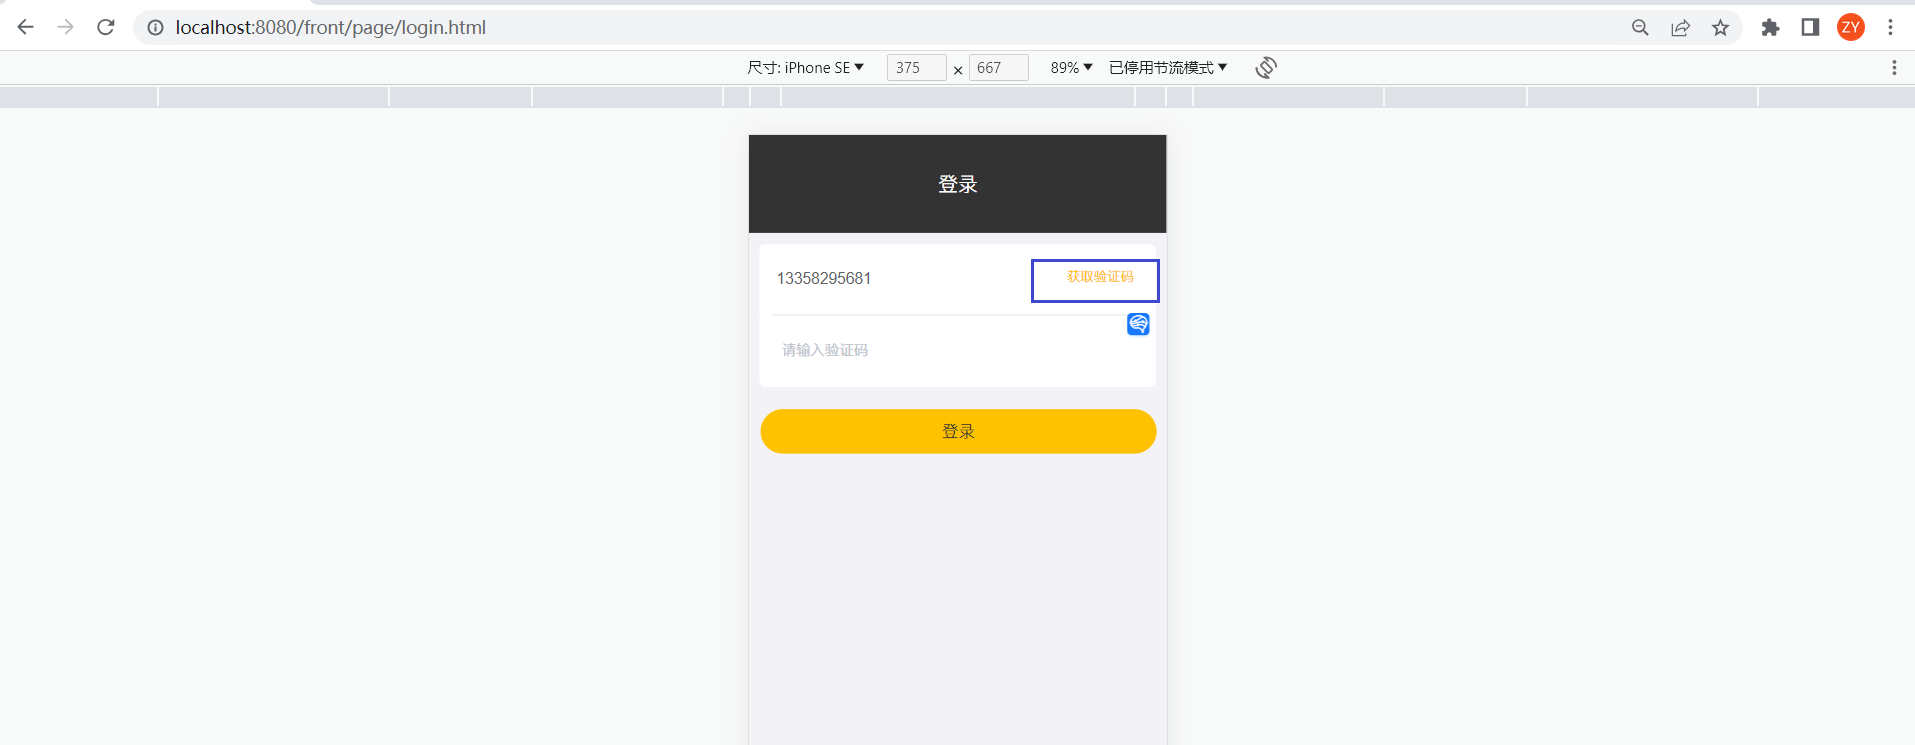 localhost:8080/front/page/login.html
ZY
尺寸: iPhone SE 375 × 667 89% 已停用节流模式
登录
13358295681 获取验证码
请输入验证码
登录